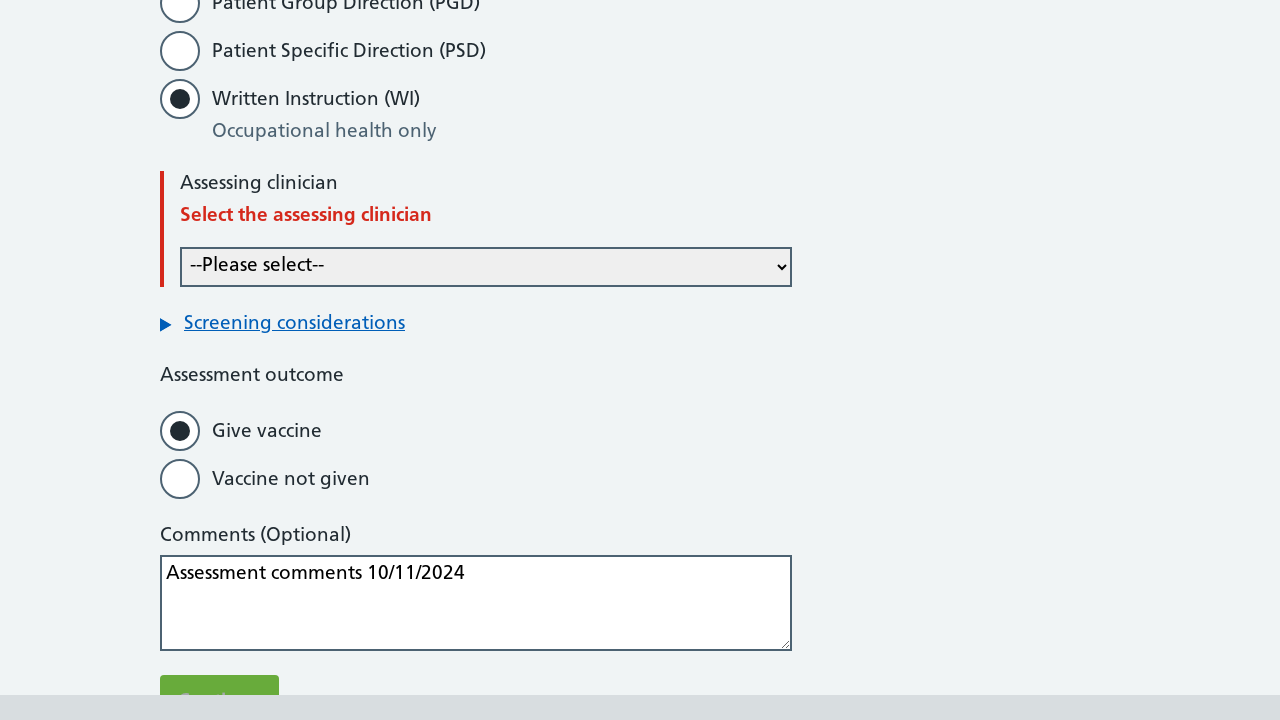 Patient Group Direction (PGD)
Patient Specific Direction (PSD)
Written Instruction (WI)
Occupational health only
Assessing clinician
Select the assessing clinician
--Please select--
Screening considerations
Assessment outcome
Give vaccine
Vaccine not given
Comments (Optional)
Assessment comments 10/11/2024